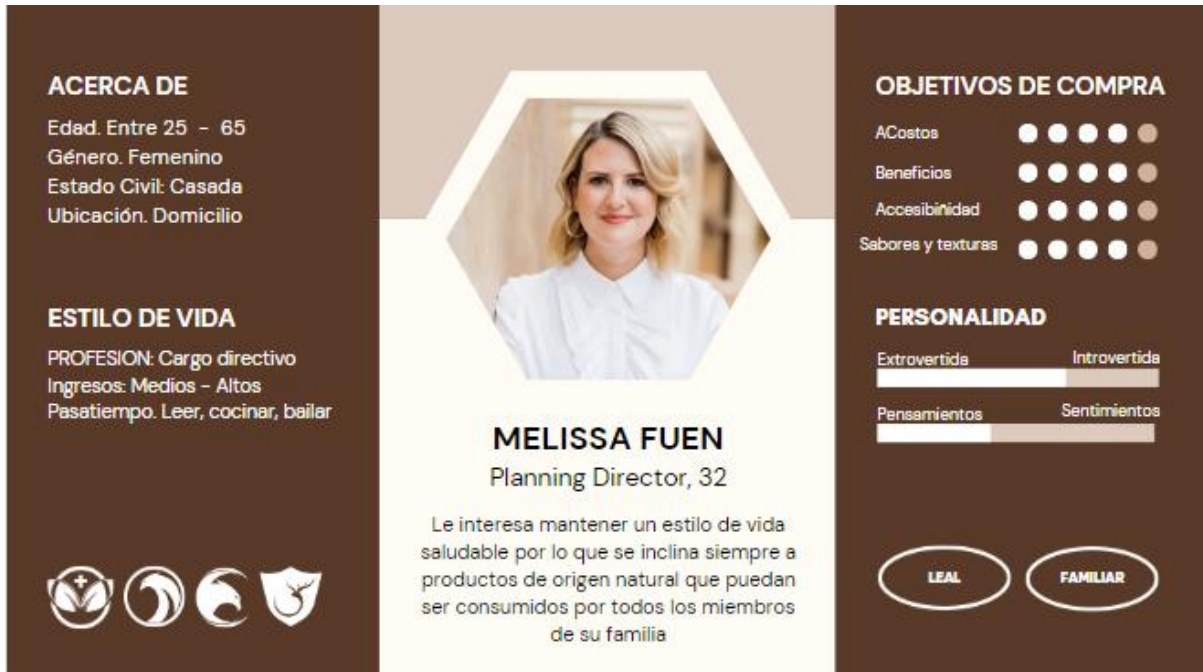 ACERCA DE
Edad. Entre 25 - 65
Género. Femenino
Estado Civil: Casada
Ubicación. Domicilio
ESTILO DE VIDA
PROFESION: Cargo directivo
Ingresos: Medios - Altos
Pasatiempo. Leer, cocinar, bailar
MELISSA FUEN
Planning Director, 32
Le interesa mantener un estilo de vida
saludable por lo que se inclina siempre a
productos de origen natural que puedan
ser consumidos por todos los miembros
de su familia
OBJETIVOS DE COMPRA
ACostos
Beneficios
Accesibinidad
Sabores y texturas
PERSONALIDAD
Extrovertida Introvertida
Pensamientos Sentimientos
LEAL FAMILIAR